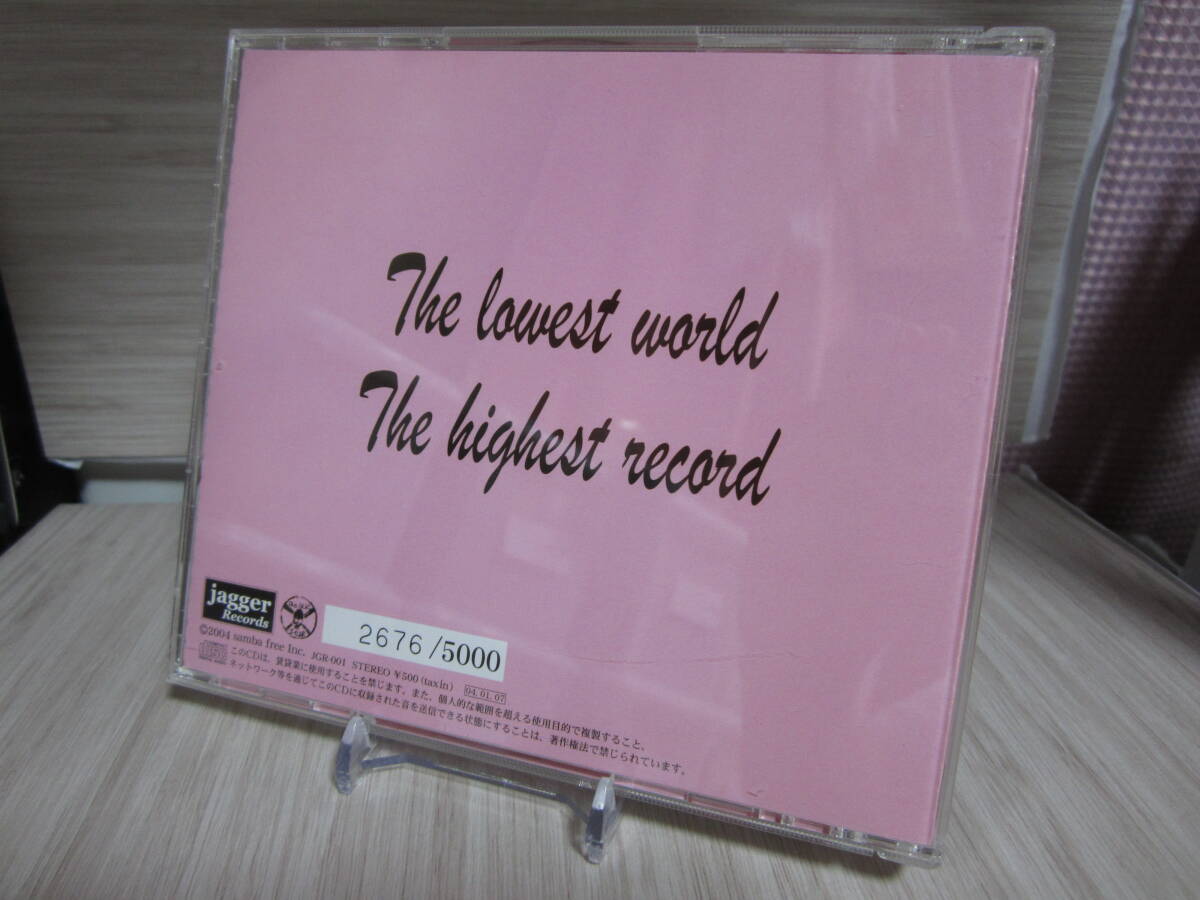 The lowest world
The highest record
jagger
Records
2676/5000
©2004 samba free Inc. JGR-001 STEREO ¥500 (taxin) 04.01.07
このCDは、賃貸業に使用することを禁じます。また、個人的な範囲を超える使用目的で複製すること、
ネットワーク等を通じてこのCDに収録された音を送信できる状態にすることは、著作権法で禁じられています。